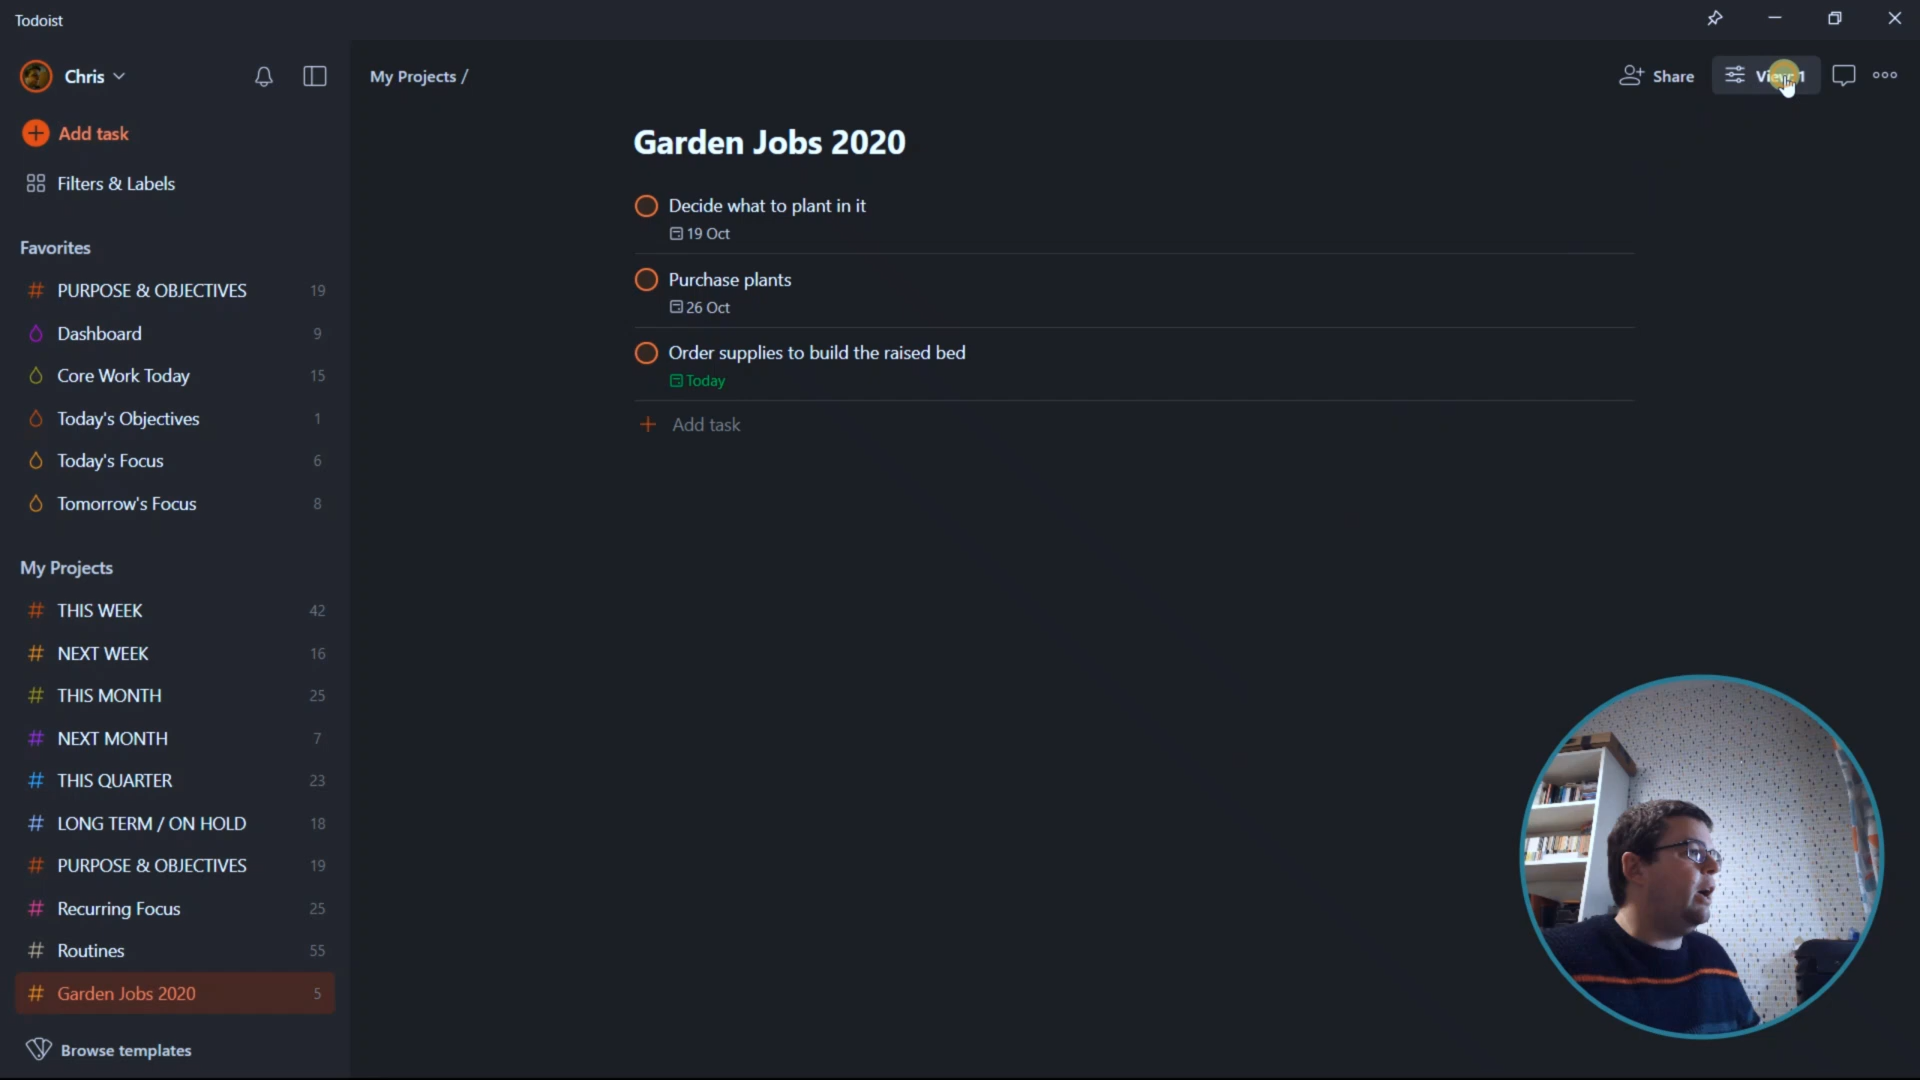 Todoist
Chris
Add task
Filters & Labels
Favorites
PURPOSE & OBJECTIVES 19
Dashboard 9
Core Work Today 15
Today's Objectives 1
Today's Focus 6
Tomorrow's Focus 8
My Projects
THIS WEEK 42
NEXT WEEK 16
THIS MONTH 25
NEXT MONTH 7
THIS QUARTER 23
LONG TERM / ON HOLD 18
PURPOSE & OBJECTIVES 19
Recurring Focus 25
Routines 55
Garden Jobs 2020 5
Browse templates
My Projects /
Share
1
Garden Jobs 2020
Decide what to plant in it
19 Oct
Purchase plants
26 Oct
Order supplies to build the raised bed
Today
+ Add task